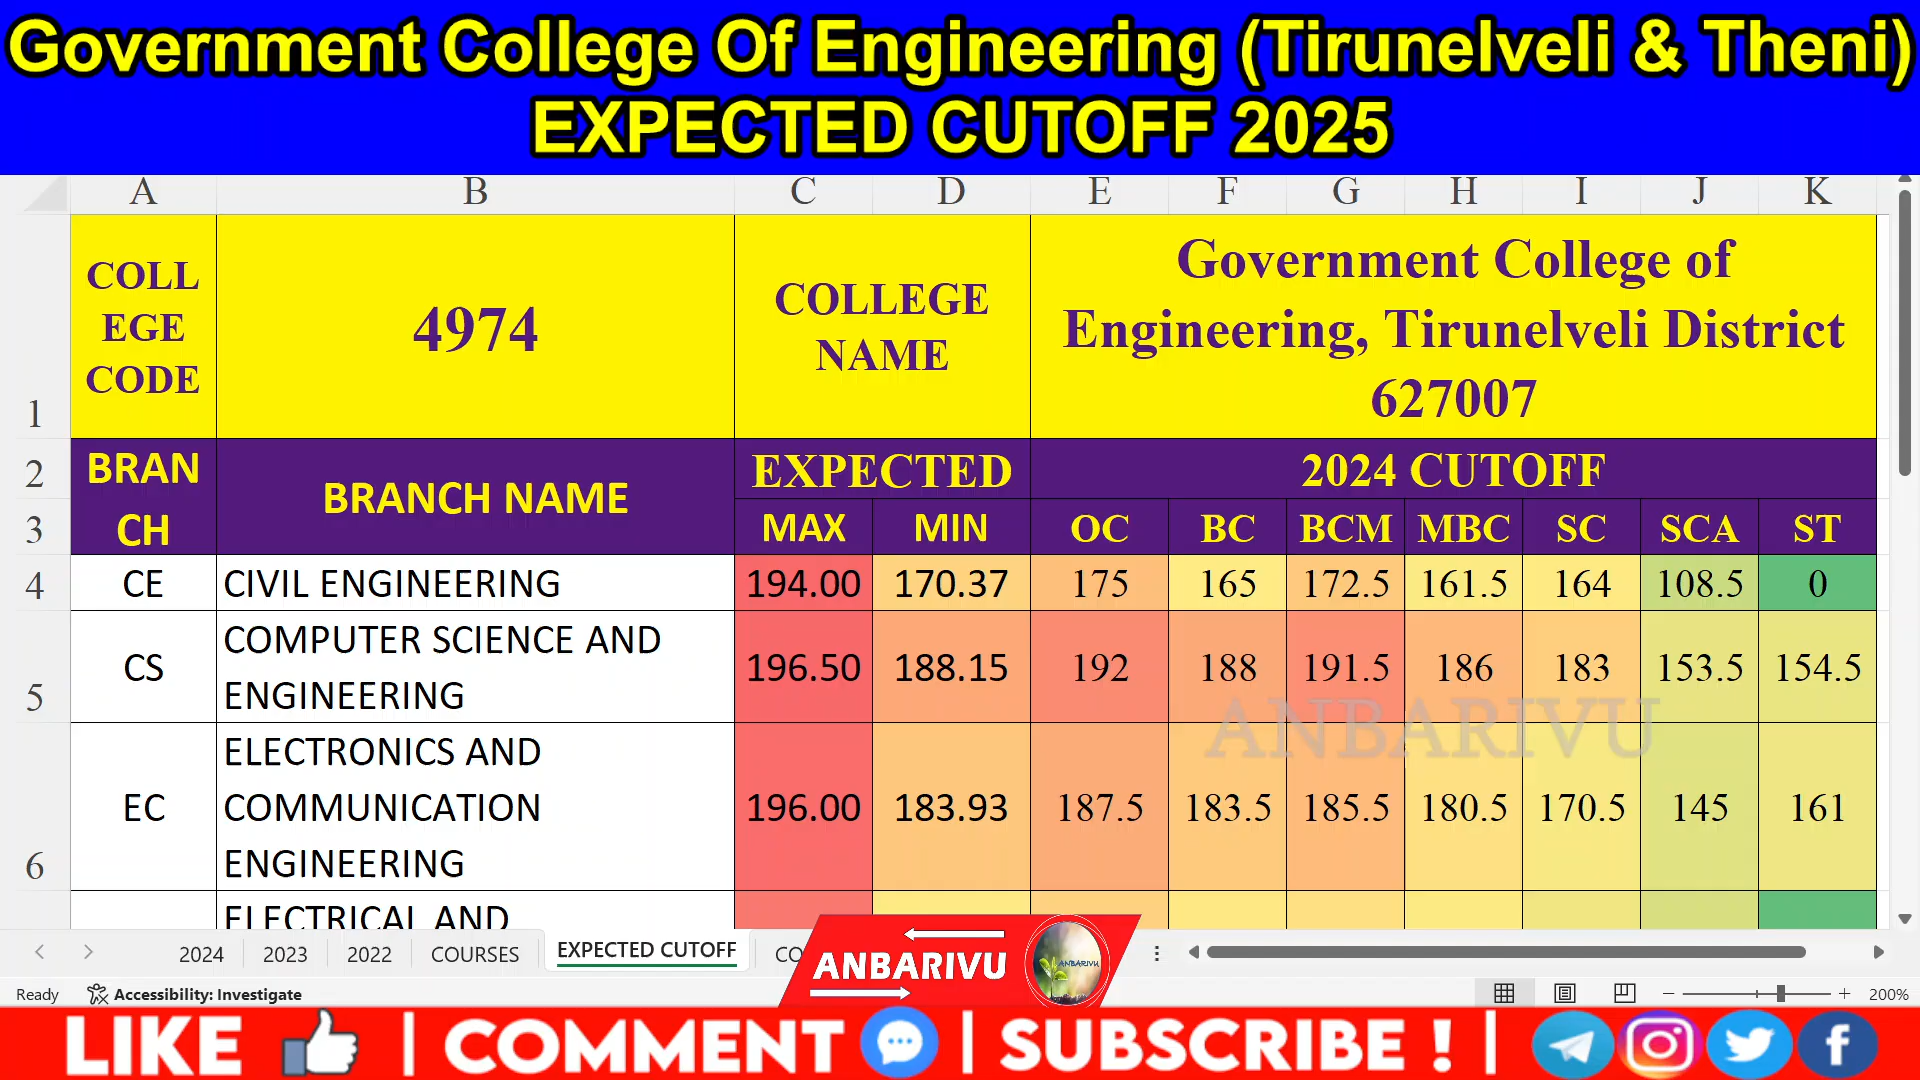 Government College Of Engineering (Tirunelveli & Theni)
EXPECTED CUTOFF 2025
A B C D E F G H I J K
1 COLL EGE CODE 4974 COLLEGE NAME Government College of Engineering, Tirunelveli District 627007
2 BRAN BRANCH NAME EXPECTED 2024 CUTOFF
3 CH MAX MIN OC BC BCM MBC SC SCA ST
4 CE CIVIL ENGINEERING 194.00 170.37 175 165 172.5 161.5 164 108.5 0
COMPUTER SCIENCE AND
5 CS ENGINEERING 196.50 188.15 192 188 191.5 186 183 153.5 154.5
ANBARIVU
ELECTRONICS AND
EC COMMUNICATION 196.00 183.93 187.5 183.5 185.5 180.5 170.5 145 161
6 ENGINEERING
ELECTRICAL AND
2024 2023 2022 COURSES EXPECTED CUTOFF CO
ANBARIVU ANBARIVU
Ready Accessibility: Investigate 200%
LIKE | COMMENT | SUBSCRIBE ! |